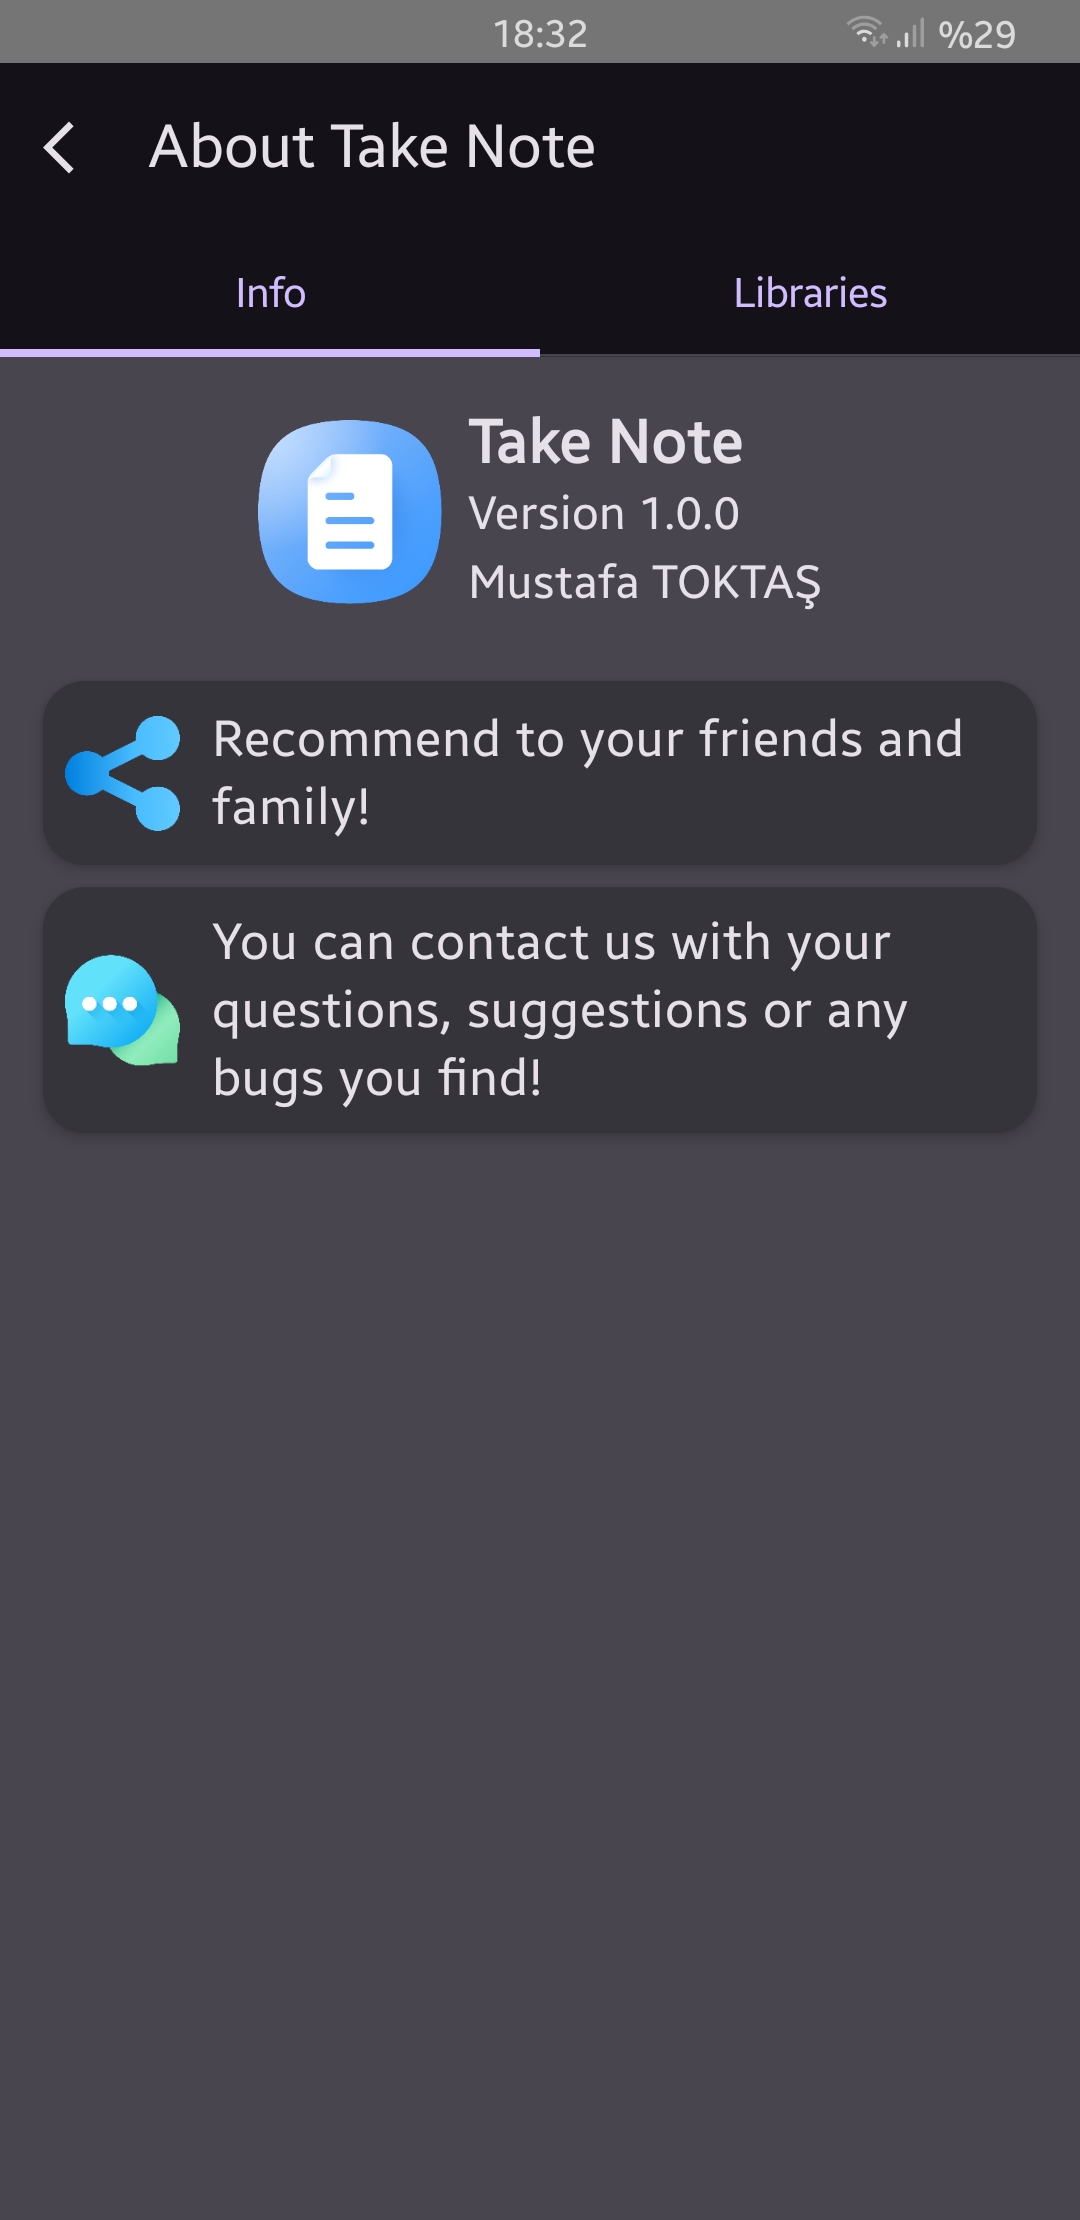 18:32
%29
About Take Note
Info
Libraries
Take Note
Version 1.0.0
Mustafa TOKTAŞ
Recommend to your friends and
family!
You can contact us with your
questions, suggestions or any
bugs you find!